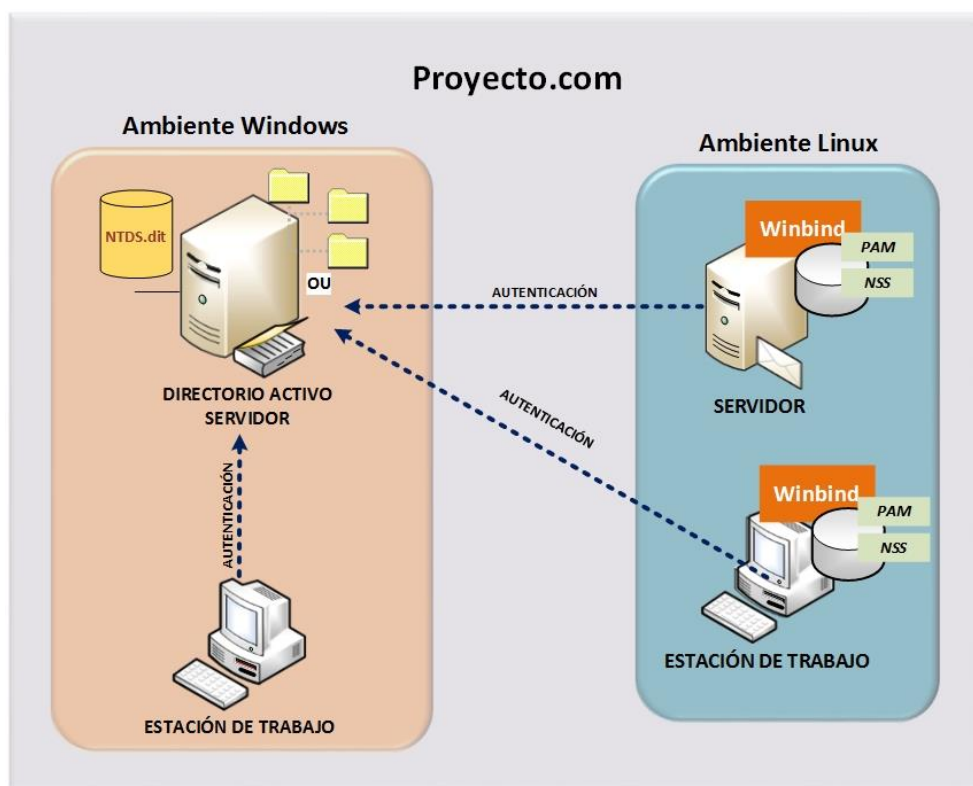 Proyecto.com
Ambiente Windows
NTDS.dit
OU
DIRECTORIO ACTIVO
SERVIDOR
AUTENTICACIÓN
ESTACIÓN DE TRABAJO
Ambiente Linux
Winbind
PAM
NSS
AUTENTICACIÓN
SERVIDOR
AUTENTICACIÓN
Winbind
PAM
NSS
ESTACIÓN DE TRABAJO